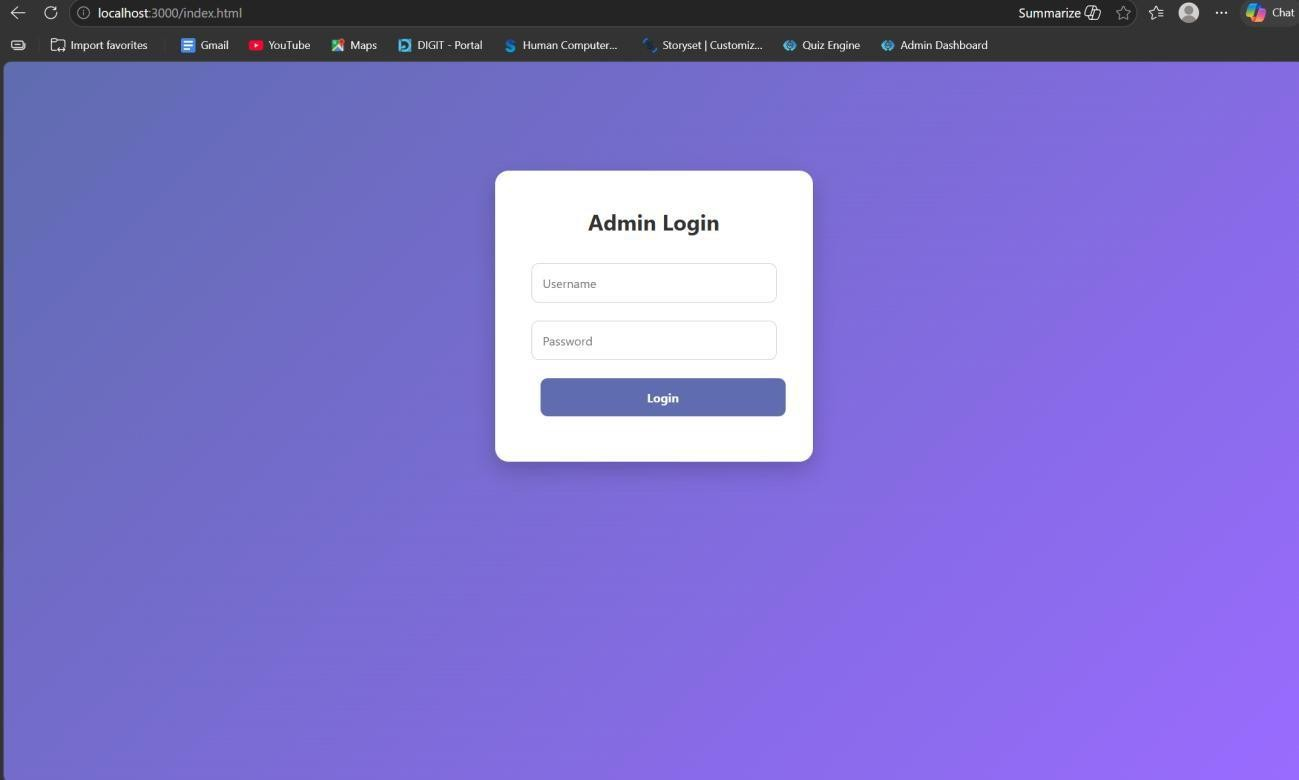 localhost:3000/index.html Summarize Chat
Import favorites Gmail YouTube Maps DIGIT - Portal Human Computer... Storyset | Customiz... Quiz Engine Admin Dashboard
Admin Login
Username
Password
Login